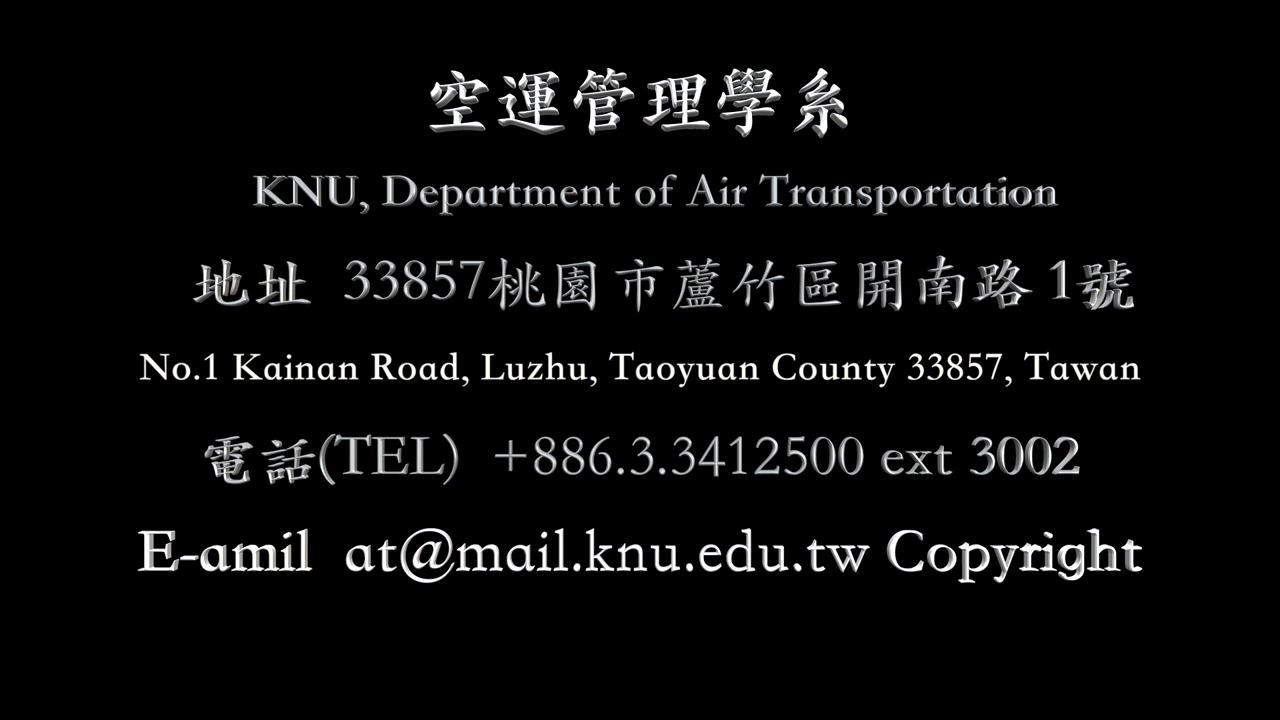 空運管理學系
KNU, Department of Air Transportation
地址 33857桃園市蘆竹區開南路 1號
No.1 Kainan Road, Luzhu, Taoyuan County 33857, Tawan
電話(TEL) +886.3.3412500 ext 3002
E-amil at@mail.knu.edu.tw Copyright